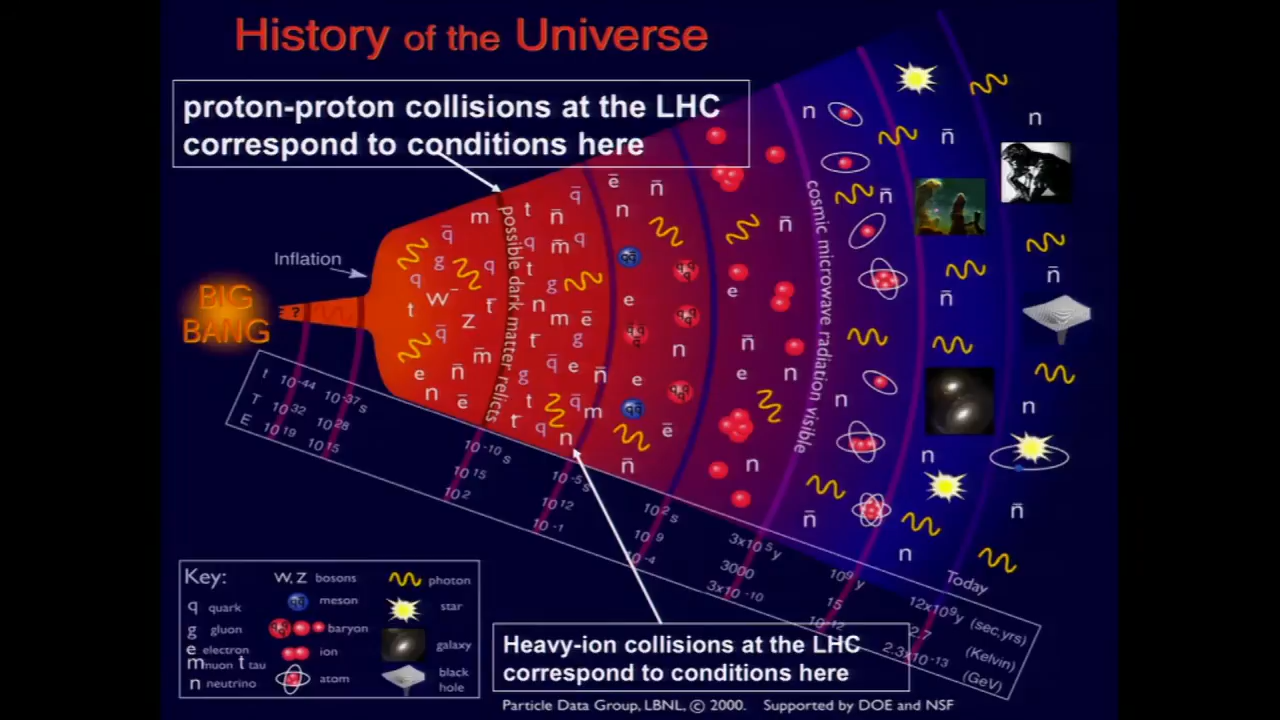 History of the Universe
proton-proton collisions at the LHC
correspond to conditions here
Inflation
BIG
BANG
?
possible dark matter relics
cosmic microwave radiation visible
t 10-44 10-37 s 10-10 s 10-5 s 10² s 3x10⁵ y 10⁹ y 12x10⁹ y (sec,yrs)
T 10³² 10²⁸ 10¹⁵ 10¹² 10⁹ 3000 15 2.7 (Kelvin)
E 10¹⁹ 10¹⁵ 10² 10-1 10-4 3x10-10 10-12 2.3x10-13 (GeV)
Today
Key:
W, Z bosons
photon
q quark
qq̄ meson
star
g gluon
baryon
galaxy
e electron
ion
muon t tau
black
hole
n neutrino
atom
Heavy-ion collisions at the LHC
correspond to conditions here
Particle Data Group, LBNL, © 2000. Supported by DOE and NSF